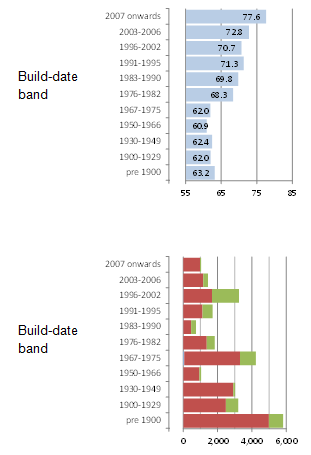 2007 onwards 77.6
2003-2006 72.8
1996-2002 70.7
1991-1995 71.3
Build-date
band
1983-1990 69.8
1976-1982 68.3
1967-1975 62.0
1950-1966 60.9
1930-1949 62.4
1900-1929 62.0
pre 1900 63.2
55 65 75 85
2007 onwards
2003-2006
1996-2002
1991-1995
Build-date
band
1983-1990
1976-1982
1967-1975
1950-1966
1930-1949
1900-1929
pre 1900
0 2,000 4,000 6,000